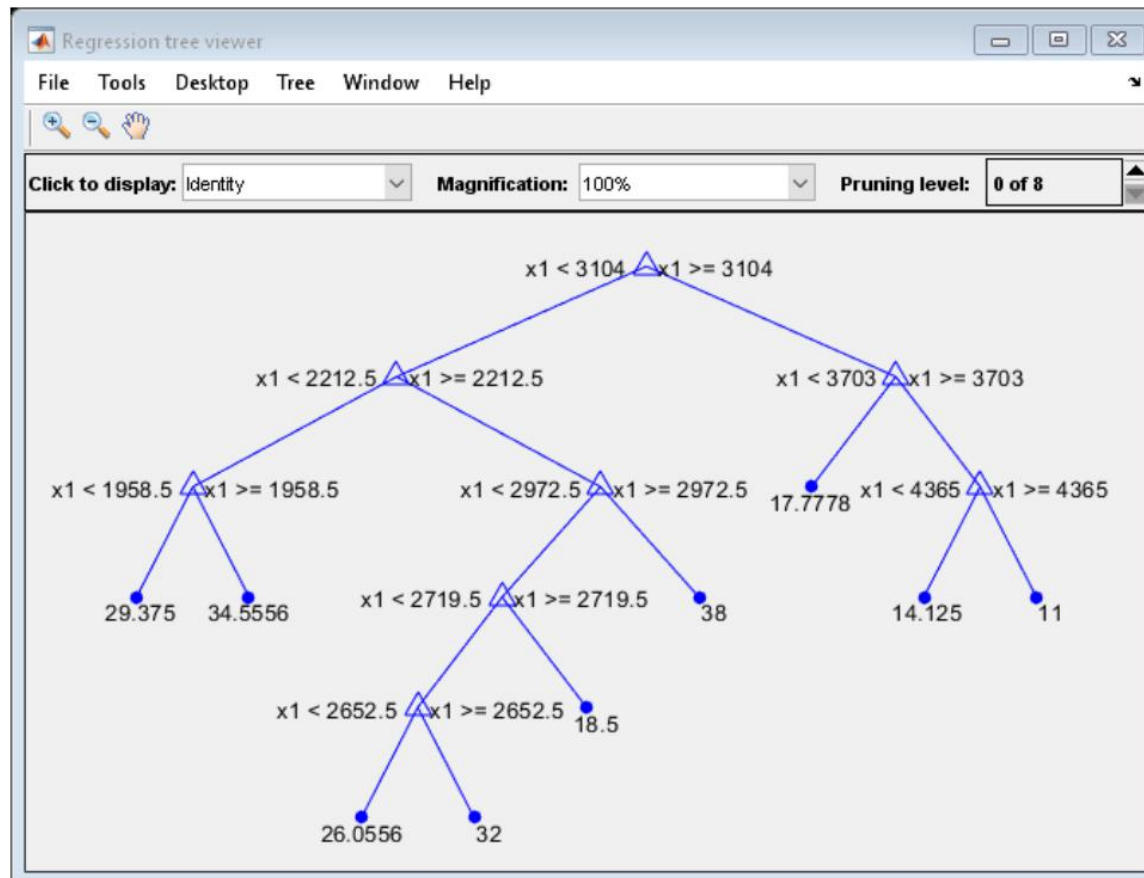 Regression tree viewer
File Tools Desktop Tree Window Help
Click to display: Identity Magnification: 100% Pruning level: 0 of 8
x1 < 3104 x1 >= 3104
x1 < 2212.5 x1 >= 2212.5 x1 < 3703 x1 >= 3703
x1 < 1958.5 x1 >= 1958.5 x1 < 2972.5 x1 >= 2972.5 17.7778 x1 < 4365 x1 >= 4365
29.375 34.5556 x1 < 2719.5 x1 >= 2719.5 38 14.125 11
x1 < 2652.5 x1 >= 2652.5 18.5
26.0556 32